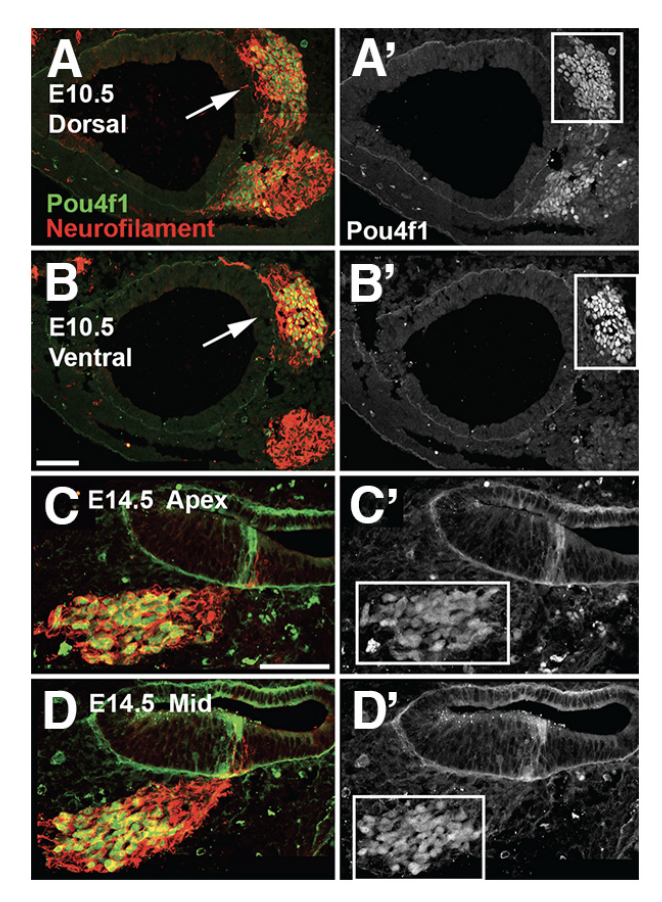 A
E10.5
Dorsal
Pou4f1
Neurofilament
A’
Pou4f1
B
E10.5
Ventral
B’
C E14.5 Apex
C’
D E14.5 Mid
D’